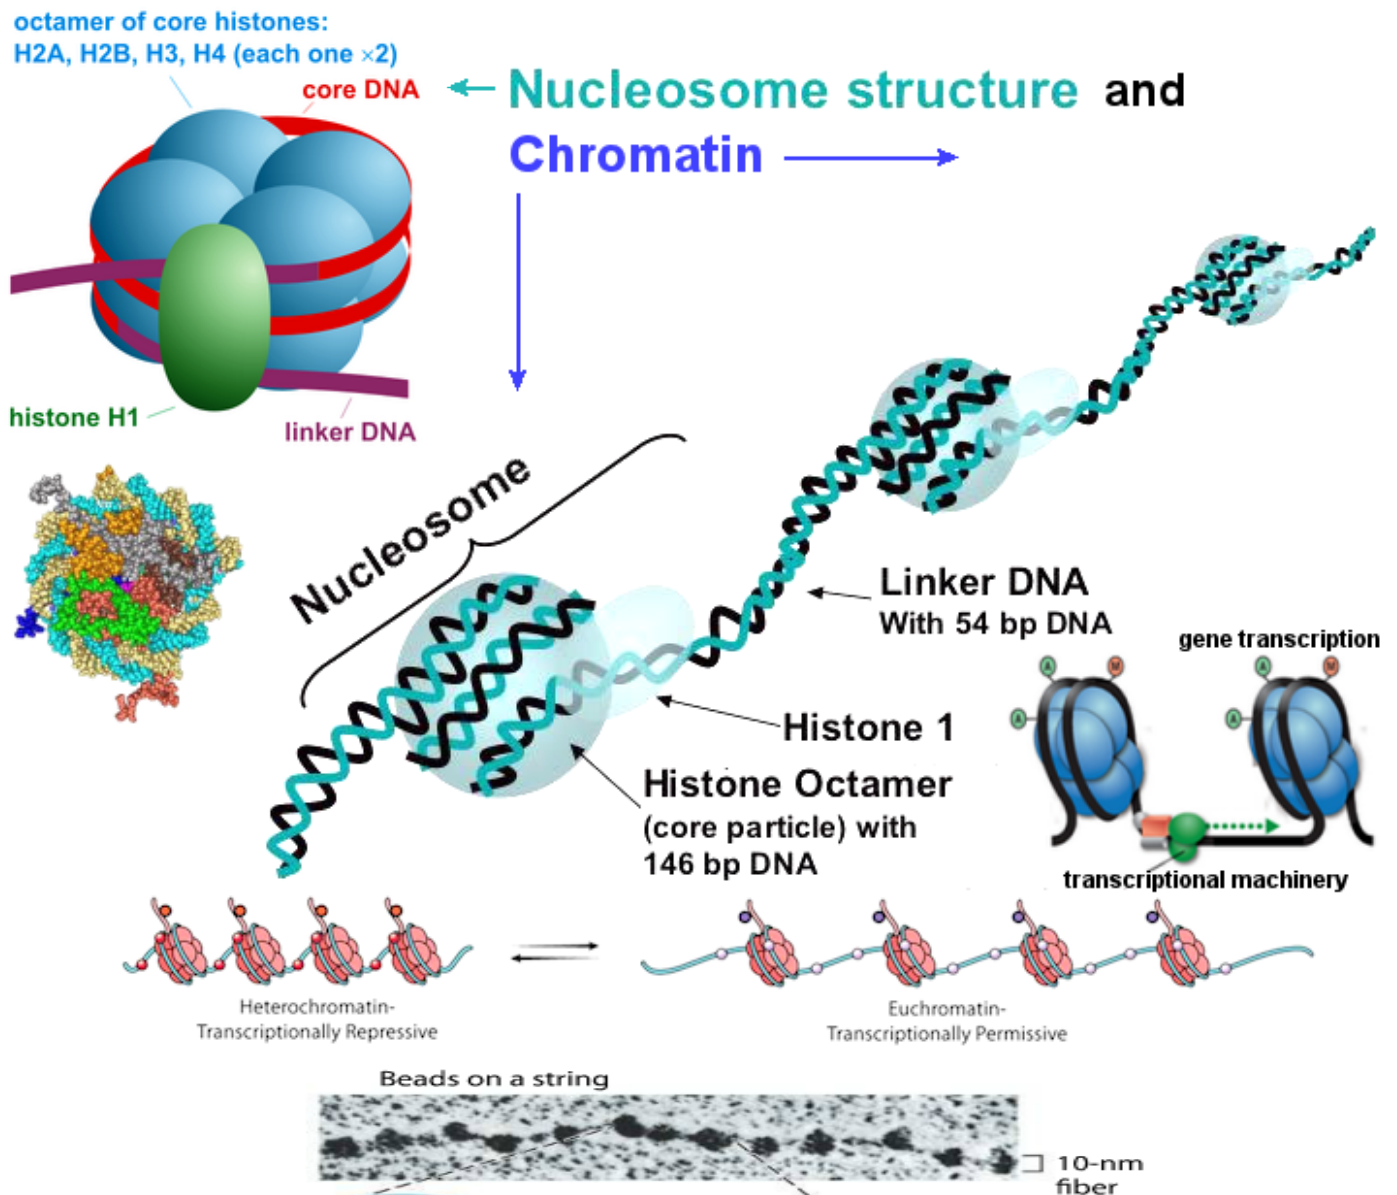 octamer of core histones:
H2A, H2B, H3, H4 (each one ×2)
core DNA
Nucleosome structure and
Chromatin
histone H1
linker DNA
Nucleosome
Linker DNA
With 54 bp DNA
gene transcription
A
M
A
M
A
A
Histone 1
Histone Octamer
(core particle) with
146 bp DNA
transcriptional machinery
Heterochromatin-
Transcriptionally Repressive
Euchromatin-
Transcriptionally Permissive
Beads on a string
10-nm
fiber